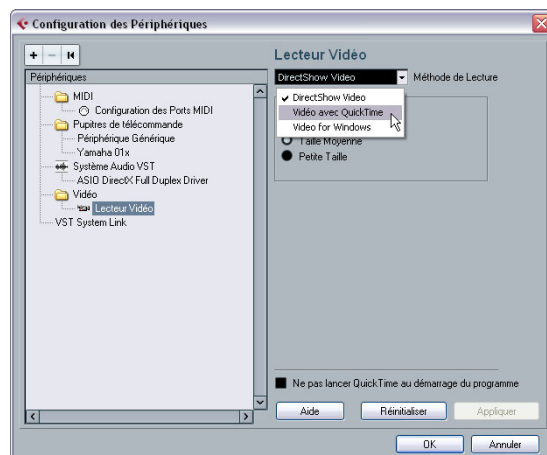 Configuration des Périphériques
+ –
Périphériques
MIDI
Configuration des Ports MIDI
Pupitres de télécommande
Périphérique Générique
Yamaha 01x
Système Audio VST
ASIO DirectX Full Duplex Driver
Vidéo
Lecteur Vidéo
VST System Link
Lecteur Vidéo
DirectShow Video Méthode de Lecture
DirectShow Video
Vidéo avec QuickTime
Video for Windows
Taille Moyenne
Petite Taille
Ne pas lancer QuickTime au démarrage du programme
Aide Réinitialiser Appliquer
OK Annuler